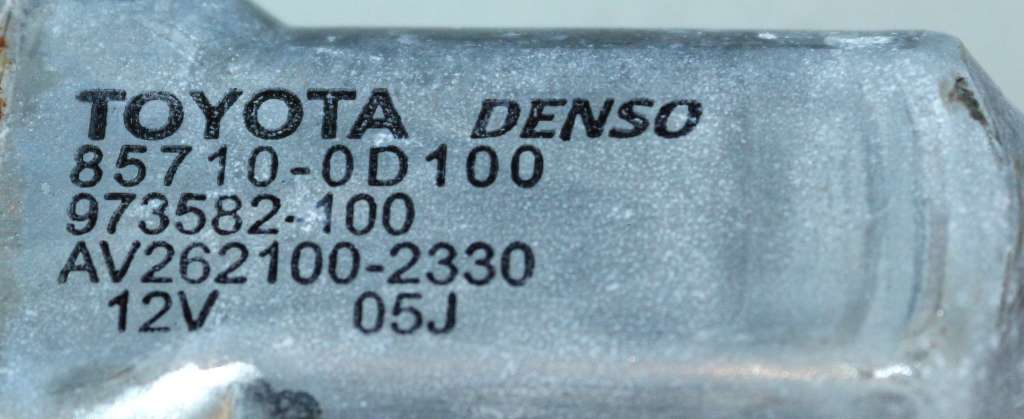 TOYOTA DENSO
85710-0D100
973582-100
AV262100-2330
12V 05J